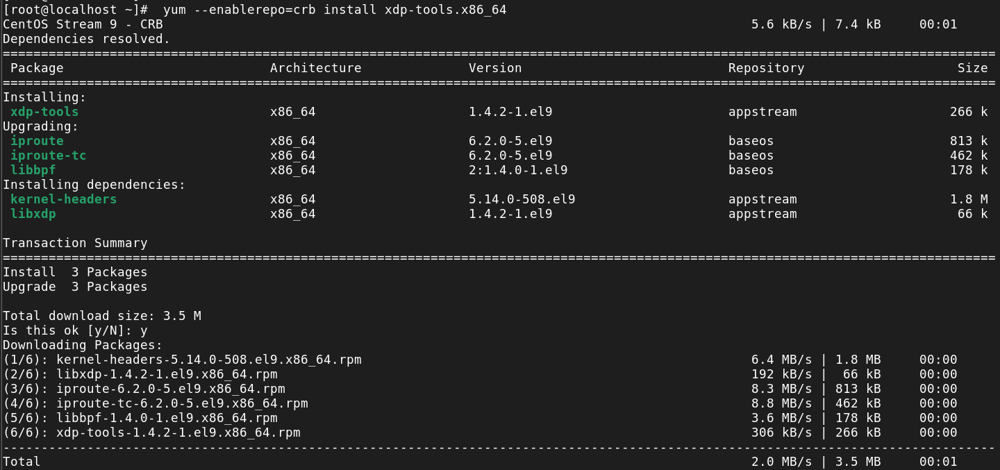 [root@localhost ~]#  yum --enablerepo=crb install xdp-tools.x86_64
CentOS Stream 9 - CRB                                                                             5.6 kB/s | 7.4 kB     00:01
Dependencies resolved.
==================================================================================================================================
 Package                           Architecture              Version                           Repository                    Size
==================================================================================================================================
Installing:
 xdp-tools                         x86_64                    1.4.2-1.el9                       appstream                    266 k
Upgrading:
 iproute                           x86_64                    6.2.0-5.el9                       baseos                       813 k
 iproute-tc                        x86_64                    6.2.0-5.el9                       baseos                       462 k
 libbpf                            x86_64                    2:1.4.0-1.el9                     baseos                       178 k
Installing dependencies:
 kernel-headers                    x86_64                    5.14.0-508.el9                    appstream                    1.8 M
 libxdp                            x86_64                    1.4.2-1.el9                       appstream                     66 k

Transaction Summary
==================================================================================================================================
Install  3 Packages
Upgrade  3 Packages

Total download size: 3.5 M
Is this ok [y/N]: y
Downloading Packages:
(1/6): kernel-headers-5.14.0-508.el9.x86_64.rpm                                                   6.4 MB/s | 1.8 MB     00:00
(2/6): libxdp-1.4.2-1.el9.x86_64.rpm                                                              192 kB/s |  66 kB     00:00
(3/6): iproute-6.2.0-5.el9.x86_64.rpm                                                             8.3 MB/s | 813 kB     00:00
(4/6): iproute-tc-6.2.0-5.el9.x86_64.rpm                                                          8.8 MB/s | 462 kB     00:00
(5/6): libbpf-1.4.0-1.el9.x86_64.rpm                                                              3.6 MB/s | 178 kB     00:00
(6/6): xdp-tools-1.4.2-1.el9.x86_64.rpm                                                           306 kB/s | 266 kB     00:00
----------------------------------------------------------------------------------------------------------------------------------
Total                                                                                             2.0 MB/s | 3.5 MB     00:01